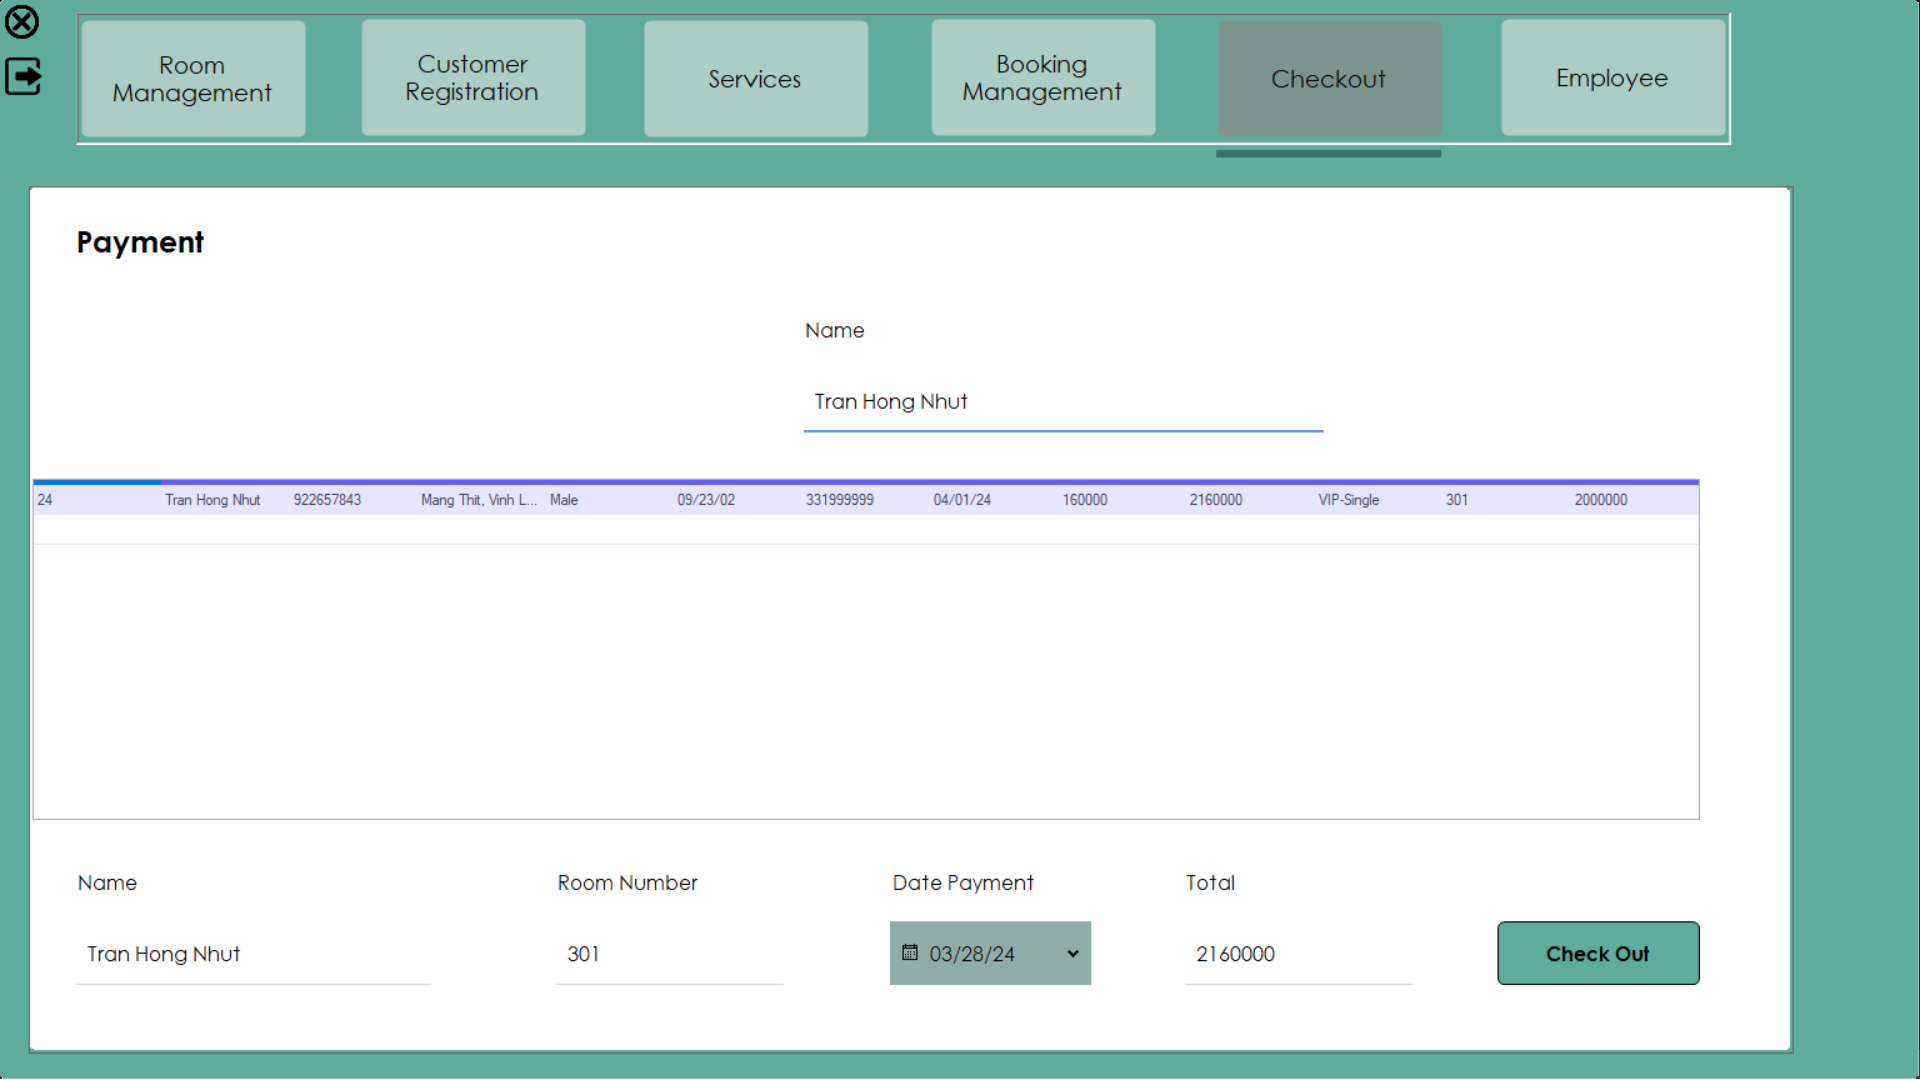 Room
Management
Customer
Registration
Services
Booking
Management
Checkout
Employee
Payment
Name
Tran Hong Nhut
24 Tran Hong Nhut 922657843 Mang Thit, Vinh L... Male 09/23/02 331999999 04/01/24 160000 2160000 VIP-Single 301 2000000
Name Room Number Date Payment Total
Tran Hong Nhut 301 03/28/24 2160000 Check Out